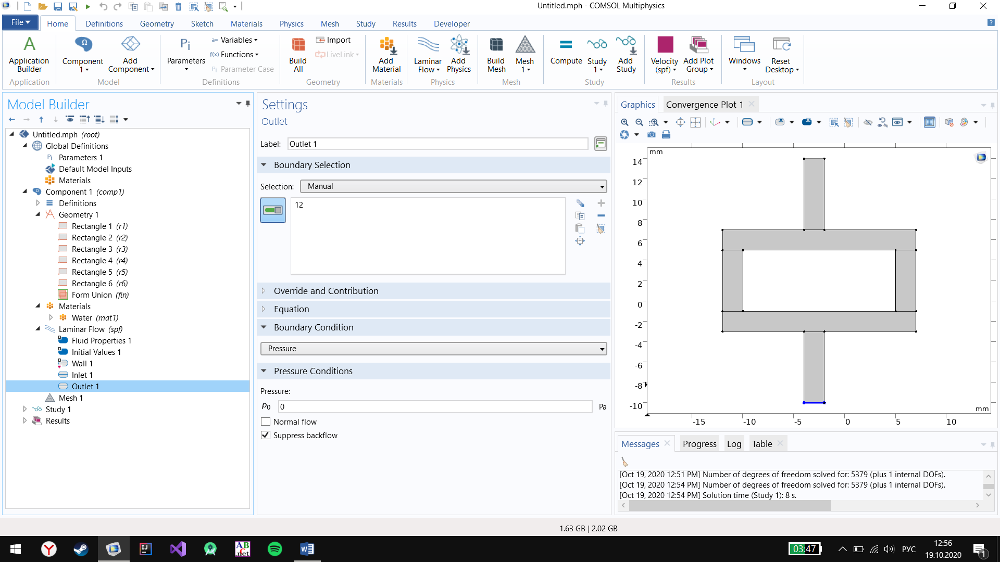 Untitled.mph - COMSOL Multiphysics
File
Home
Definitions
Geometry
Sketch
Materials
Physics
Mesh
Study
Results
Developer
Application Builder
Component 1
Add Component
Pi
Parameters
a= Variables
f(x) Functions
Pi Parameter Case
Build All
Import
LiveLink
Add Material
Laminar Flow
Add Physics
Build Mesh
Mesh 1
Compute
Study 1
Add Study
Velocity (spf)
Add Plot Group
Windows
Reset Desktop
Application
Model
Definitions
Geometry
Materials
Physics
Mesh
Study
Results
Layout
Model Builder
Untitled.mph (root)
Global Definitions
Pi Parameters 1
Default Model Inputs
Materials
Component 1 (comp1)
Definitions
Geometry 1
Rectangle 1 (r1)
Rectangle 2 (r2)
Rectangle 3 (r3)
Rectangle 4 (r4)
Rectangle 5 (r5)
Rectangle 6 (r6)
Form Union (fin)
Materials
Water (mat1)
Laminar Flow (spf)
Fluid Properties 1
Initial Values 1
Wall 1
Inlet 1
Outlet 1
Mesh 1
Study 1
Results
Settings
Outlet
Label: Outlet 1
Boundary Selection
Selection: Manual
12
Override and Contribution
Equation
Boundary Condition
Pressure
Pressure Conditions
Pressure:
p0 0 Pa
Normal flow
Suppress backflow
Graphics
Convergence Plot 1
mm
14
12
10
8
6
4
2
0
-2
-4
-6
-8
-10
mm
-15
-10
-5
0
5
10
Messages
Progress
Log
Table
[Oct 19, 2020 12:51 PM] Number of degrees of freedom solved for: 5379 (plus 1 internal DOFs).
[Oct 19, 2020 12:54 PM] Number of degrees of freedom solved for: 5379 (plus 1 internal DOFs).
[Oct 19, 2020 12:54 PM] Solution time (Study 1): 8 s.
1.63 GB | 2.02 GB
ABC.net
03:47
РУС
12:56
19.10.2020
1